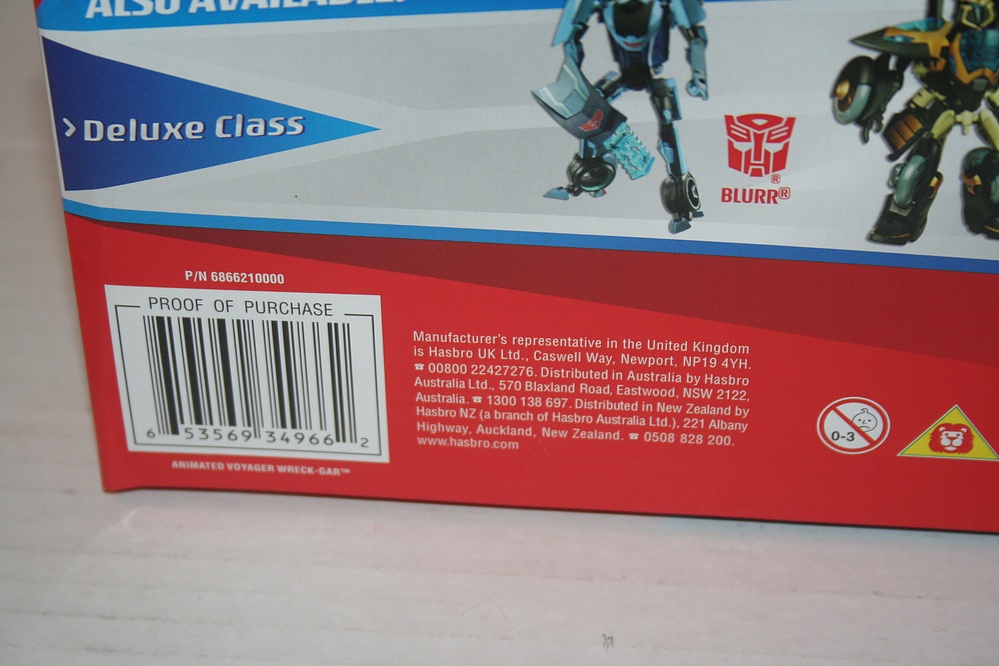 ALSO AVAILABLE:
> Deluxe Class
BLURR®
P/N 6866210000
PROOF OF PURCHASE
6 53569 34966 2
ANIMATED VOYAGER WRECK-GAR™
Manufacturer's representative in the United Kingdom
is Hasbro UK Ltd., Caswell Way, Newport, NP19 4YH.
☎ 00800 22427276. Distributed in Australia by Hasbro
Australia Ltd., 570 Blaxland Road, Eastwood, NSW 2122,
Australia. ☎ 1300 138 697. Distributed in New Zealand by
Hasbro NZ (a branch of Hasbro Australia Ltd.), 221 Albany
Highway, Auckland, New Zealand. ☎ 0508 828 200.
www.hasbro.com
0-3